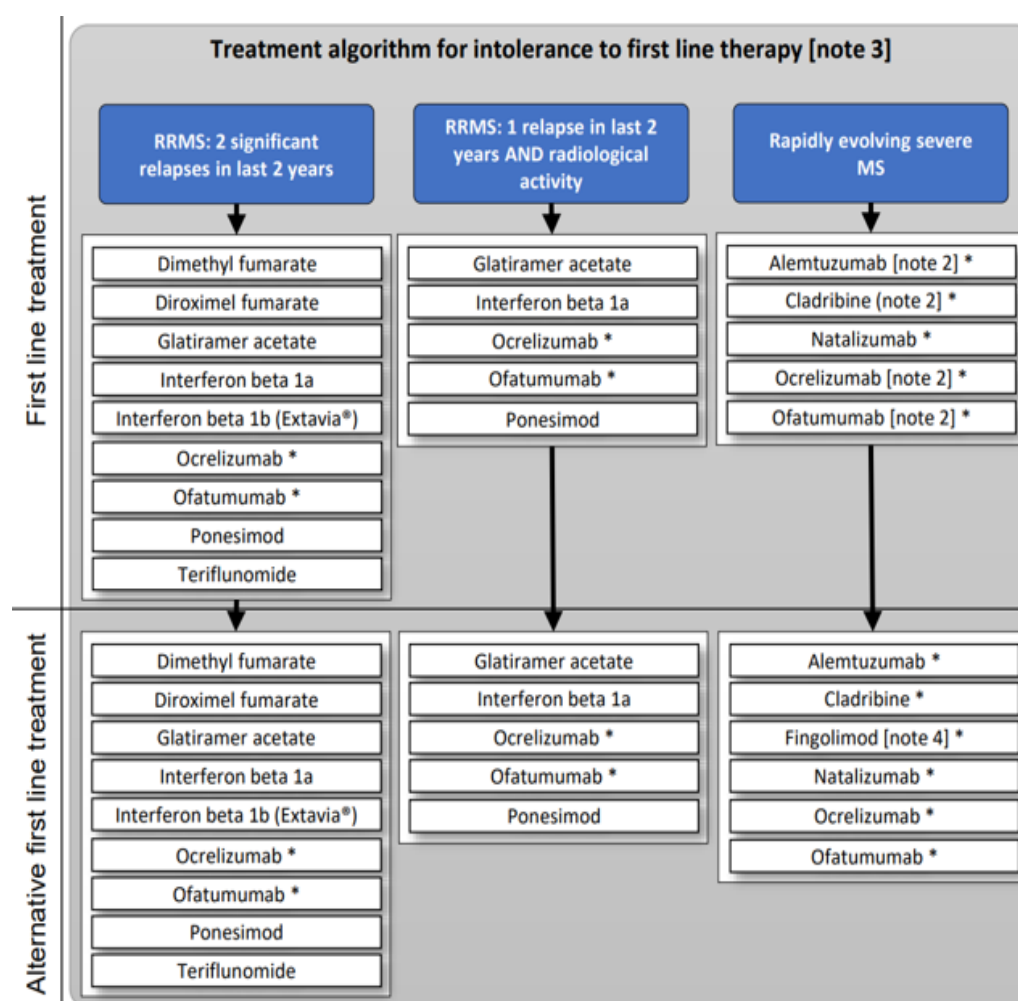 Treatment algorithm for intolerance to first line therapy [note 3]
First line treatment
RRMS: 2 significant
relapses in last 2 years
Dimethyl fumarate
Diroximel fumarate
Glatiramer acetate
Interferon beta 1a
Interferon beta 1b (Extavia®)
Ocrelizumab *
Ofatumumab *
Ponesimod
Teriflunomide
RRMS: 1 relapse in last 2
years AND radiological
activity
Glatiramer acetate
Interferon beta 1a
Ocrelizumab *
Ofatumumab *
Ponesimod
Rapidly evolving severe
MS
Alemtuzumab [note 2] *
Cladribine (note 2] *
Natalizumab *
Ocrelizumab [note 2] *
Ofatumumab [note 2] *
Alternative first line treatment
Dimethyl fumarate
Diroximel fumarate
Glatiramer acetate
Interferon beta 1a
Interferon beta 1b (Extavia®)
Ocrelizumab *
Ofatumumab *
Ponesimod
Teriflunomide
Glatiramer acetate
Interferon beta 1a
Ocrelizumab *
Ofatumumab *
Ponesimod
Alemtuzumab *
Cladribine *
Fingolimod [note 4] *
Natalizumab *
Ocrelizumab *
Ofatumumab *